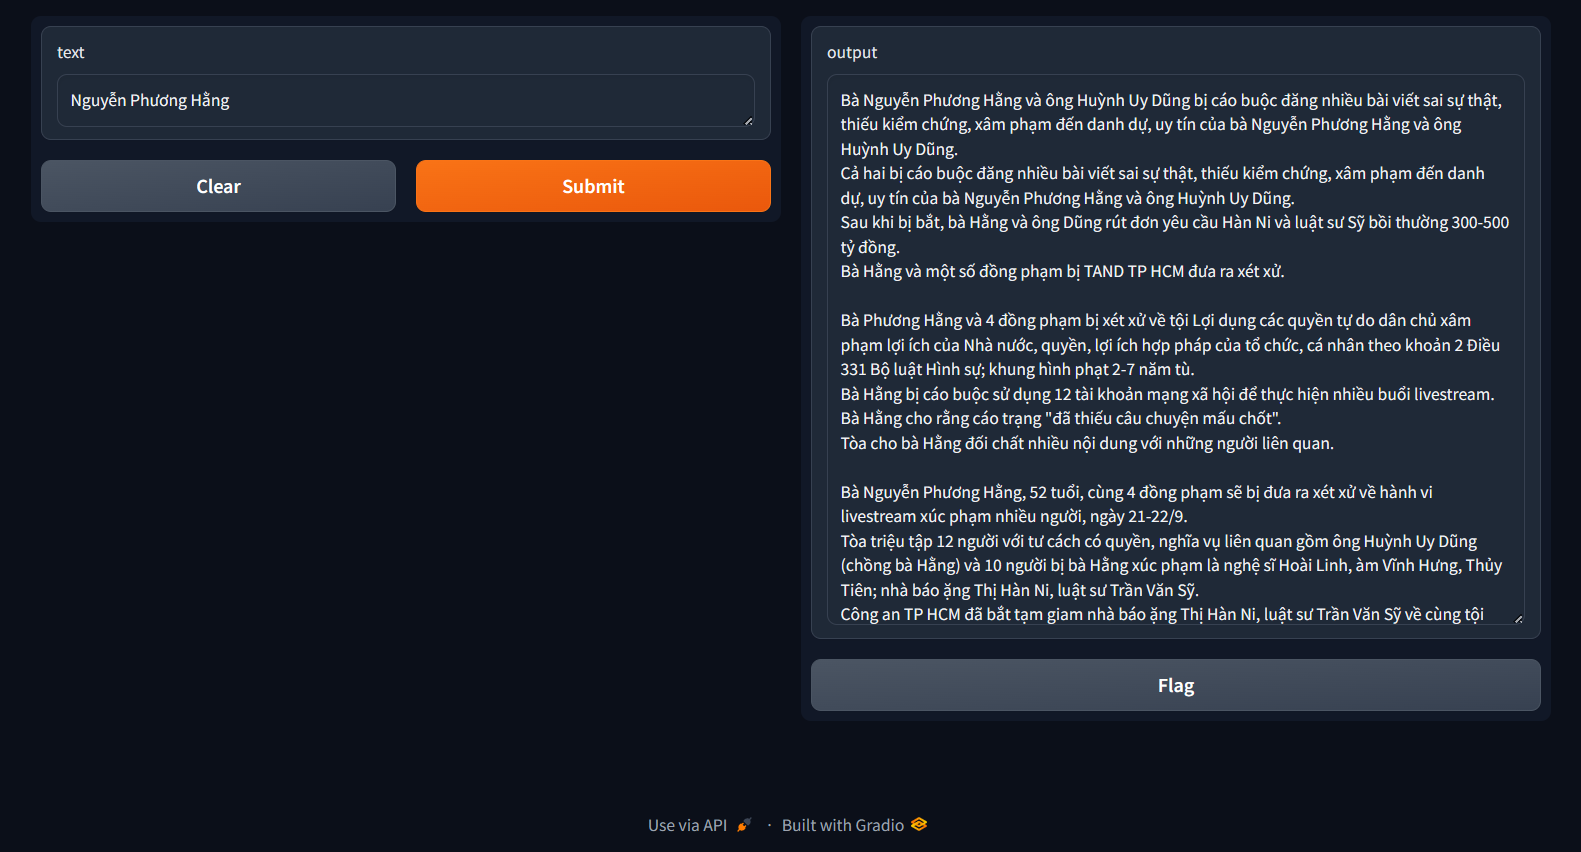 text
Nguyễn Phương Hằng
Clear
Submit
output
Bà Nguyễn Phương Hằng và ông Huỳnh Uy Dũng bị cáo buộc đăng nhiều bài viết sai sự thật,
thiếu kiểm chứng, xâm phạm đến danh dự, uy tín của bà Nguyễn Phương Hằng và ông
Huỳnh Uy Dũng.
Cả hai bị cáo buộc đăng nhiều bài viết sai sự thật, thiếu kiểm chứng, xâm phạm đến danh
dự, uy tín của bà Nguyễn Phương Hằng và ông Huỳnh Uy Dũng.
Sau khi bị bắt, bà Hằng và ông Dũng rút đơn yêu cầu Hàn Ni và luật sư Sỹ bồi thường 300-500
tỷ đồng.
Bà Hằng và một số đồng phạm bị TAND TP HCM đưa ra xét xử.
Bà Phương Hằng và 4 đồng phạm bị xét xử về tội Lợi dụng các quyền tự do dân chủ xâm
phạm lợi ích của Nhà nước, quyền, lợi ích hợp pháp của tổ chức, cá nhân theo khoản 2 Điều
331 Bộ luật Hình sự; khung hình phạt 2-7 năm tù.
Bà Hằng bị cáo buộc sử dụng 12 tài khoản mạng xã hội để thực hiện nhiều buổi livestream.
Bà Hằng cho rằng cáo trạng "đã thiếu câu chuyện mấu chốt".
Tòa cho bà Hằng đối chất nhiều nội dung với những người liên quan.
Bà Nguyễn Phương Hằng, 52 tuổi, cùng 4 đồng phạm sẽ bị đưa ra xét xử về hành vi
livestream xúc phạm nhiều người, ngày 21-22/9.
Tòa triệu tập 12 người với tư cách có quyền, nghĩa vụ liên quan gồm ông Huỳnh Uy Dũng
(chồng bà Hằng) và 10 người bị bà Hằng xúc phạm là nghệ sĩ Hoài Linh, àm Vĩnh Hưng, Thủy
Tiên; nhà báo ặng Thị Hàn Ni, luật sư Trần Văn Sỹ.
Công an TP HCM đã bắt tạm giam nhà báo ặng Thị Hàn Ni, luật sư Trần Văn Sỹ về cùng tội
Flag
Use via API · Built with Gradio